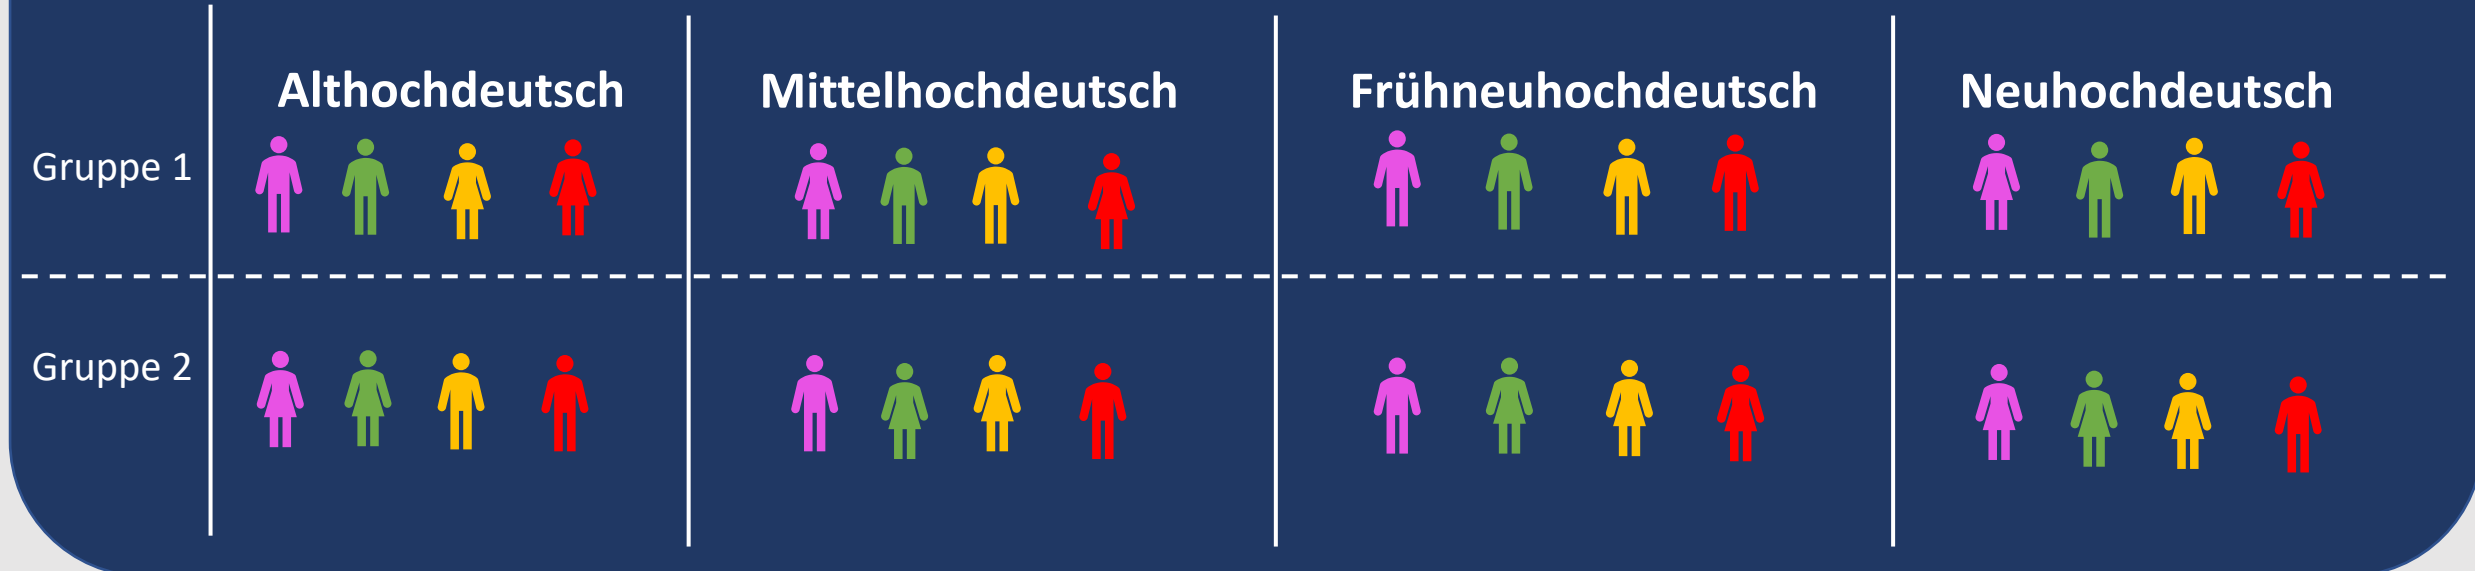 Althochdeutsch
Mittelhochdeutsch
Frühneuhochdeutsch
Neuhochdeutsch
Gruppe 1
Gruppe 2